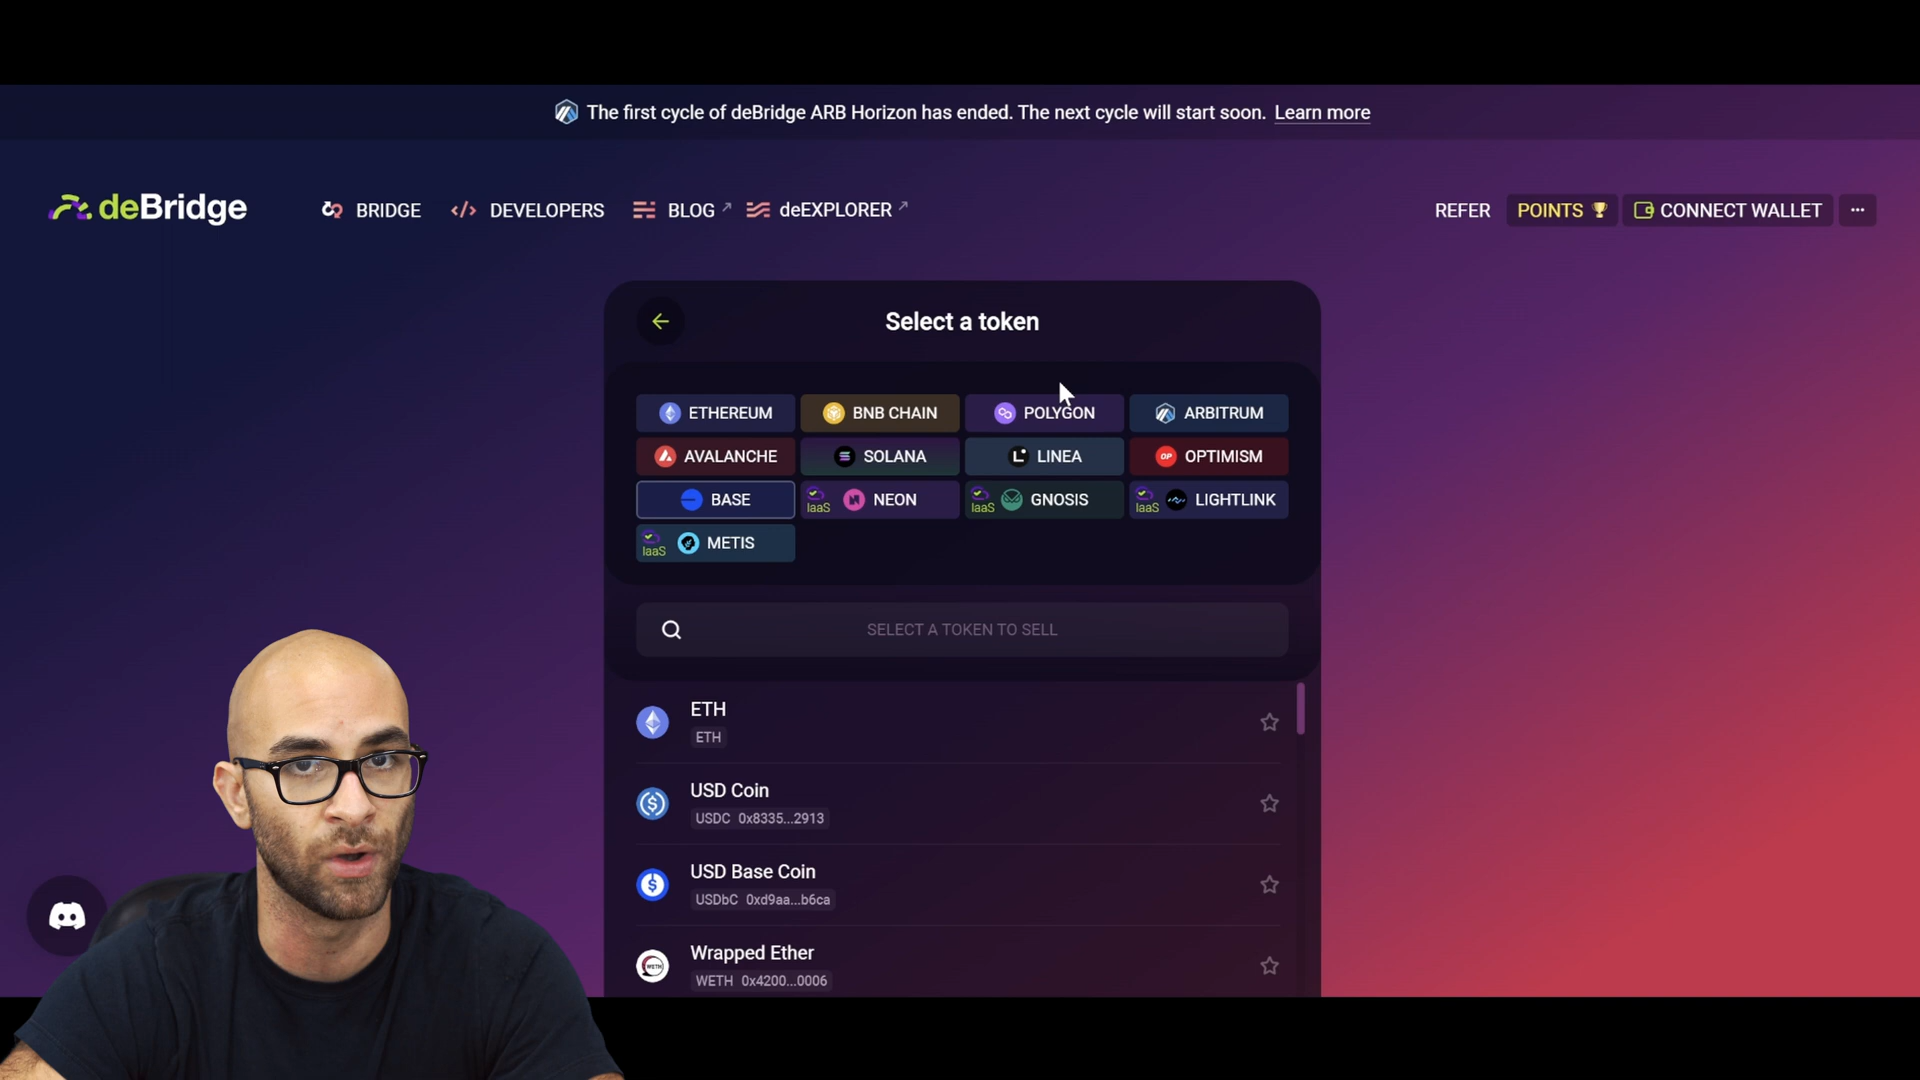 The first cycle of deBridge ARB Horizon has ended. The next cycle will start soon. Learn more
deBridge
BRIDGE
</> DEVELOPERS
BLOG
deEXPLORER
REFER
POINTS
CONNECT WALLET
...
Select a token
ETHEREUM
BNB CHAIN
POLYGON
ARBITRUM
AVALANCHE
SOLANA
LINEA
OP OPTIMISM
BASE
IaaS NEON
IaaS GNOSIS
IaaS LIGHTLINK
IaaS METIS
SELECT A TOKEN TO SELL
ETH
ETH
USD Coin
USDC 0x8335...2913
USD Base Coin
USDbC 0xd9aa...b6ca
WETH
Wrapped Ether
WETH 0x4200...0006